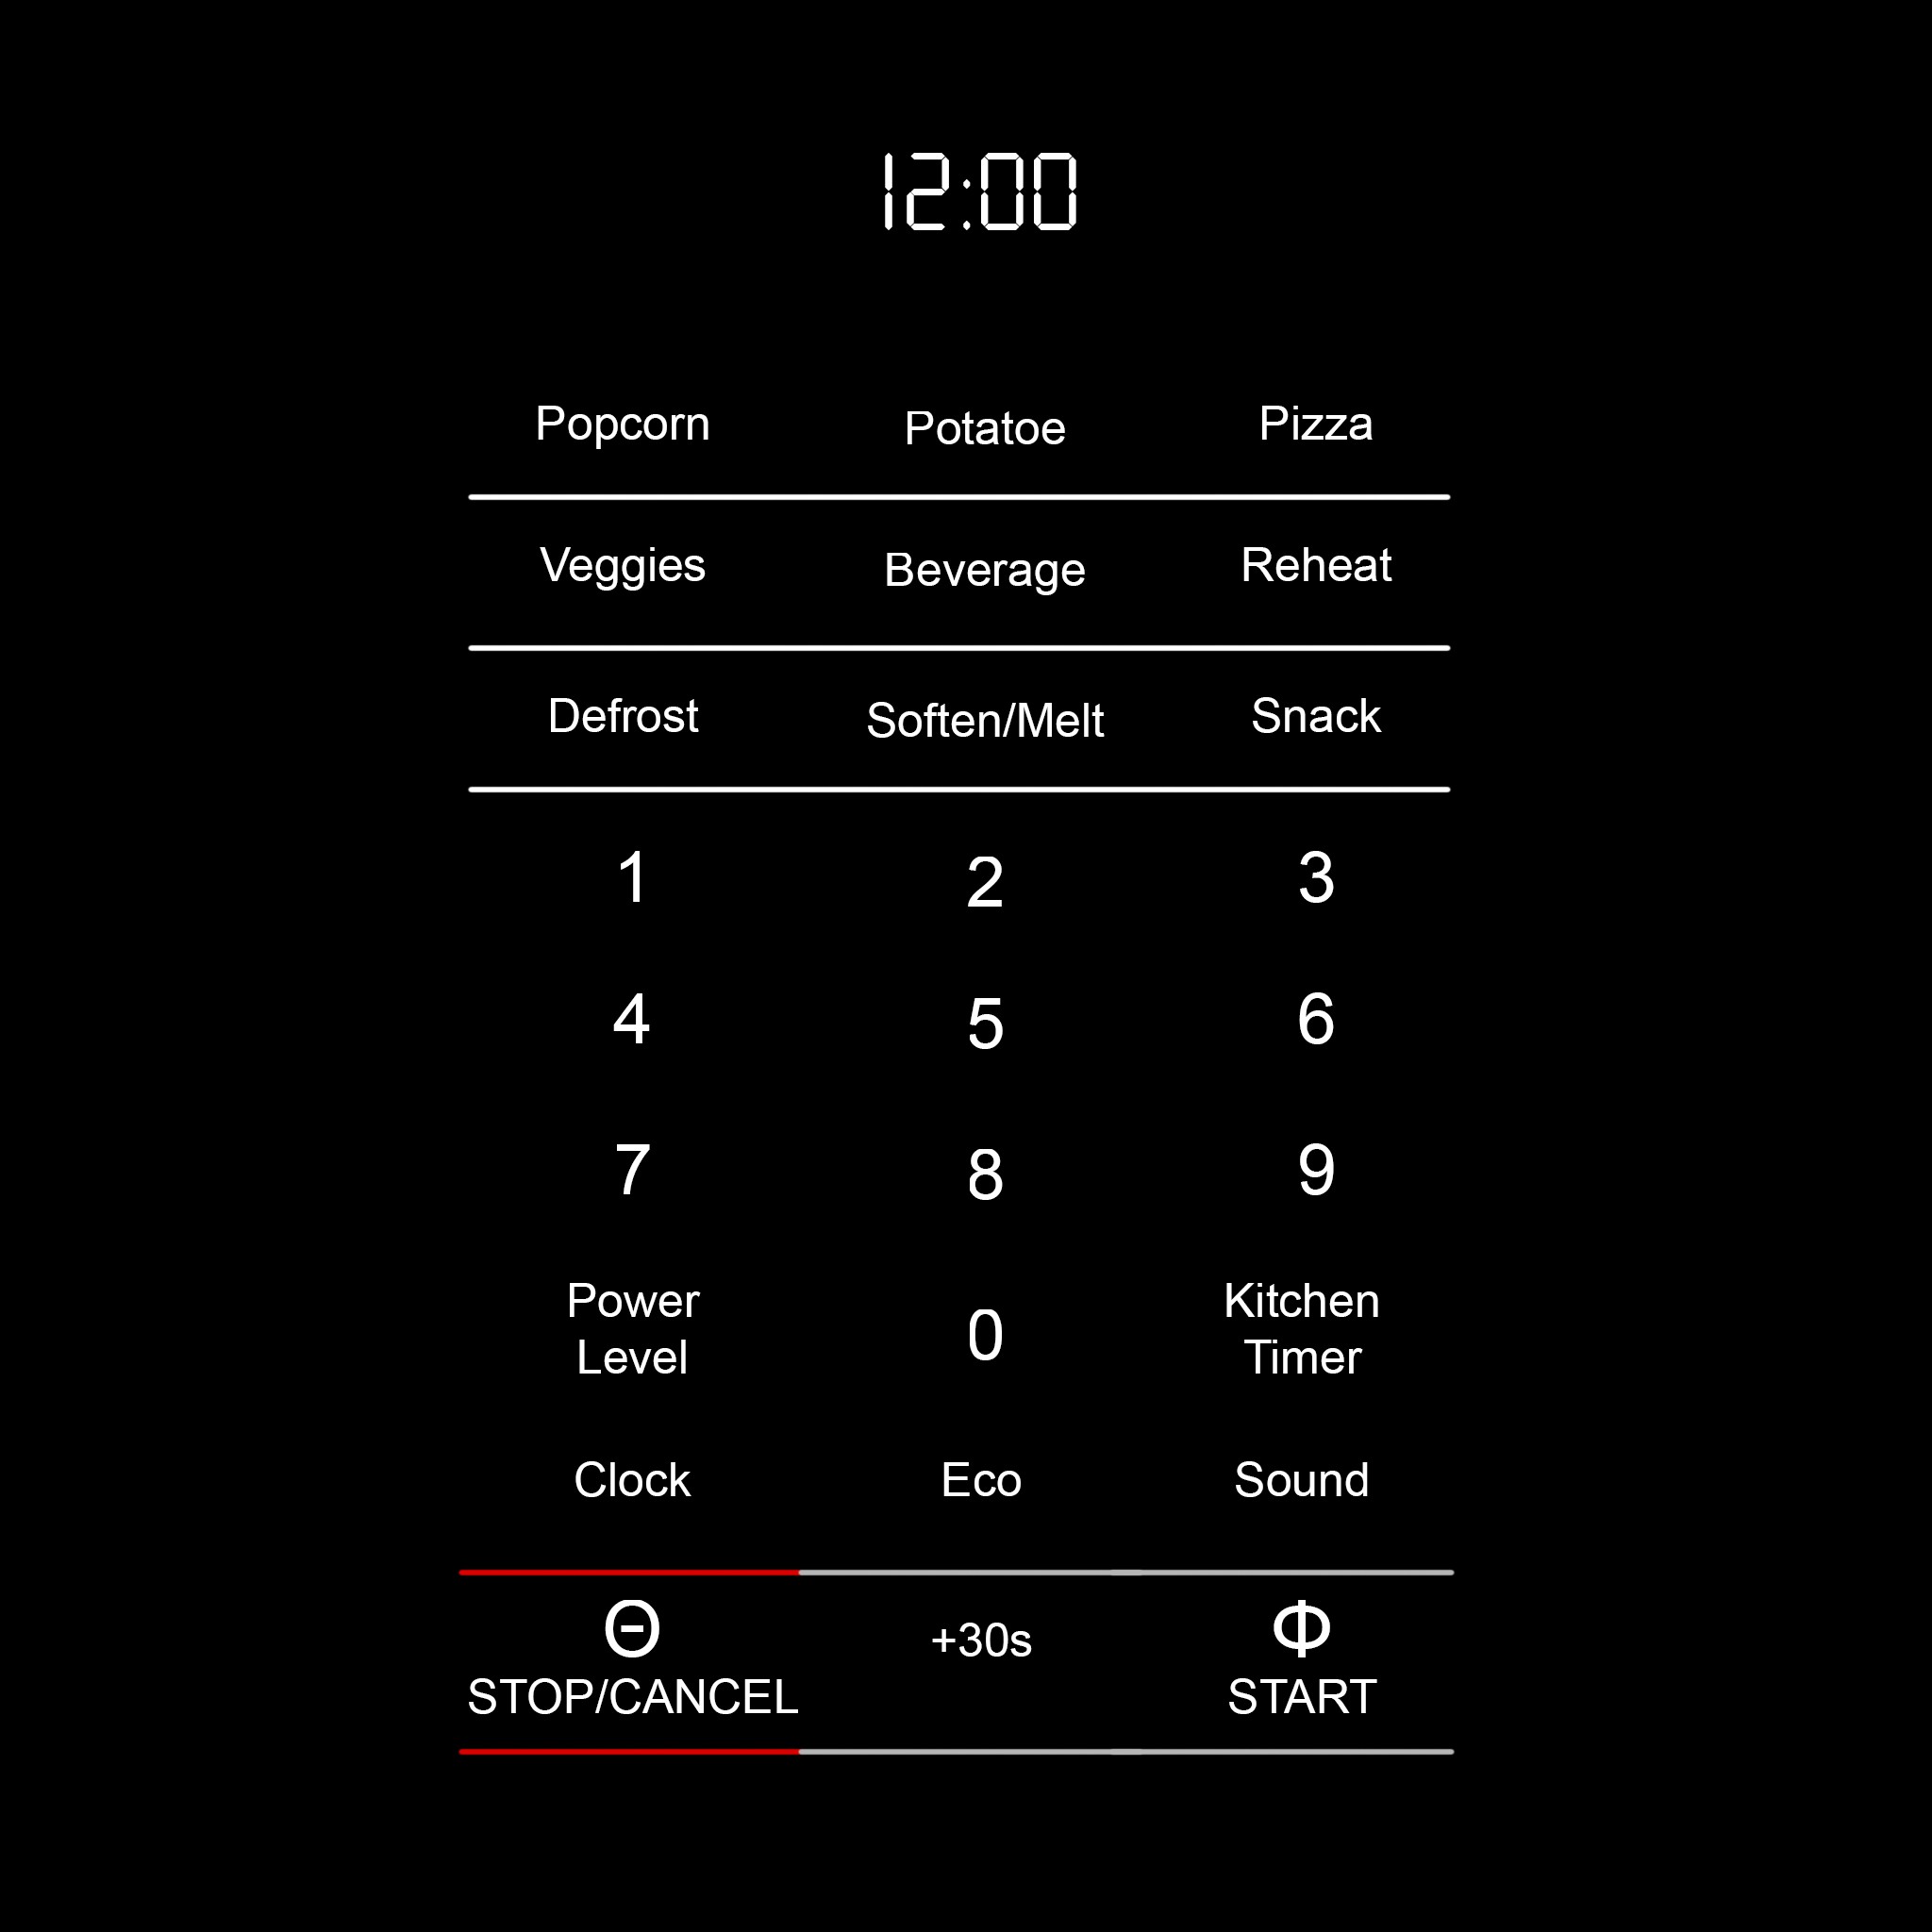 12:00
Popcorn Potatoe Pizza
Veggies Beverage Reheat
Defrost Soften/Melt Snack
1 2 3
4 5 6
7 8 9
Power Level 0 Kitchen Timer
Clock Eco Sound
Θ +30s Φ
STOP/CANCEL START